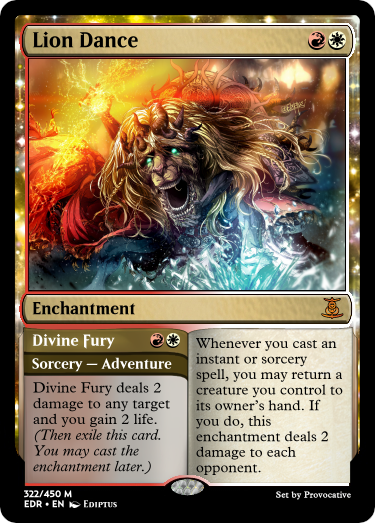 Lion Dance
Enchantment
Divine Fury
Sorcery — Adventure
Divine Fury deals 2
damage to any target
and you gain 2 life.
(Then exile this card.
You may cast the
enchantment later.)
Whenever you cast an
instant or sorcery
spell, you may return a
creature you control to
its owner's hand. If
you do, this
enchantment deals 2
damage to each
opponent.
322/450 M
EDR • EN EDIPTUS
Set by Provocative